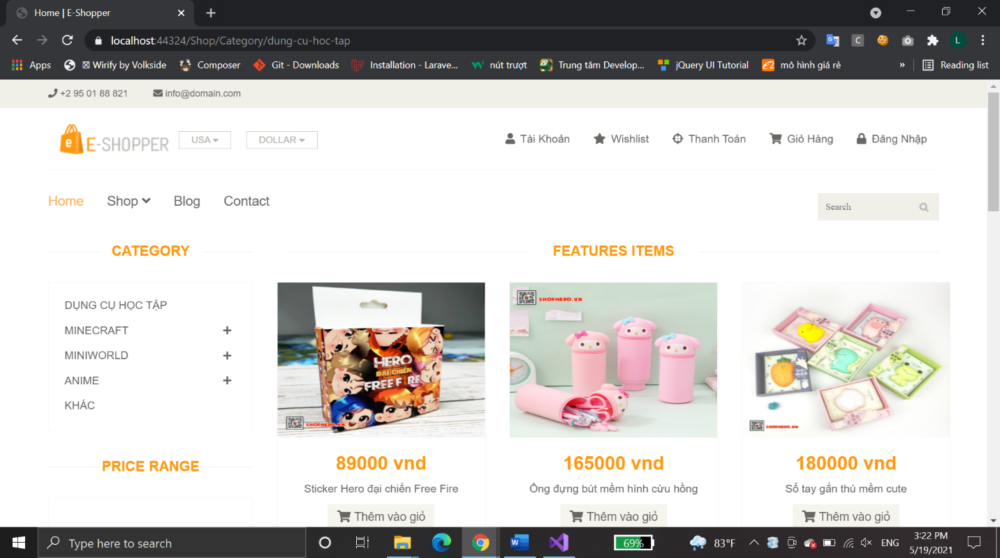 Home | E-Shopper
localhost:44324/Shop/Category/dung-cu-hoc-tap
C
L
Apps
Wirify by Volkside
Composer
Git - Downloads
Installation - Larave...
nút trượt
Trung tâm Develop...
jQuery UI Tutorial
mô hình giá rẻ
»
Reading list
+2 95 01 88 821
info@domain.com
E-SHOPPER
USA
DOLLAR
Tài Khoản
Wishlist
Thanh Toán
Giỏ Hàng
Đăng Nhập
Home
Shop
Blog
Contact
Search
CATEGORY
DỤNG CỤ HỌC TẬP
MINECRAFT
MINIWORLD
ANIME
KHÁC
PRICE RANGE
FEATURES ITEMS
HERO
ĐẠI CHIẾN
FREE FIRE
SHOPHERO.VN
89000 vnd
Sticker Hero đại chiến Free Fire
Thêm vào giỏ
SHOPHERO.VN
165000 vnd
Ống đựng bút mềm hình cừu hồng
Thêm vào giỏ
SHOPHERO.VN
180000 vnd
Sổ tay gắn thú mềm cute
Thêm vào giỏ
Type here to search
69%
83°F
ENG
3:22 PM
5/19/2021